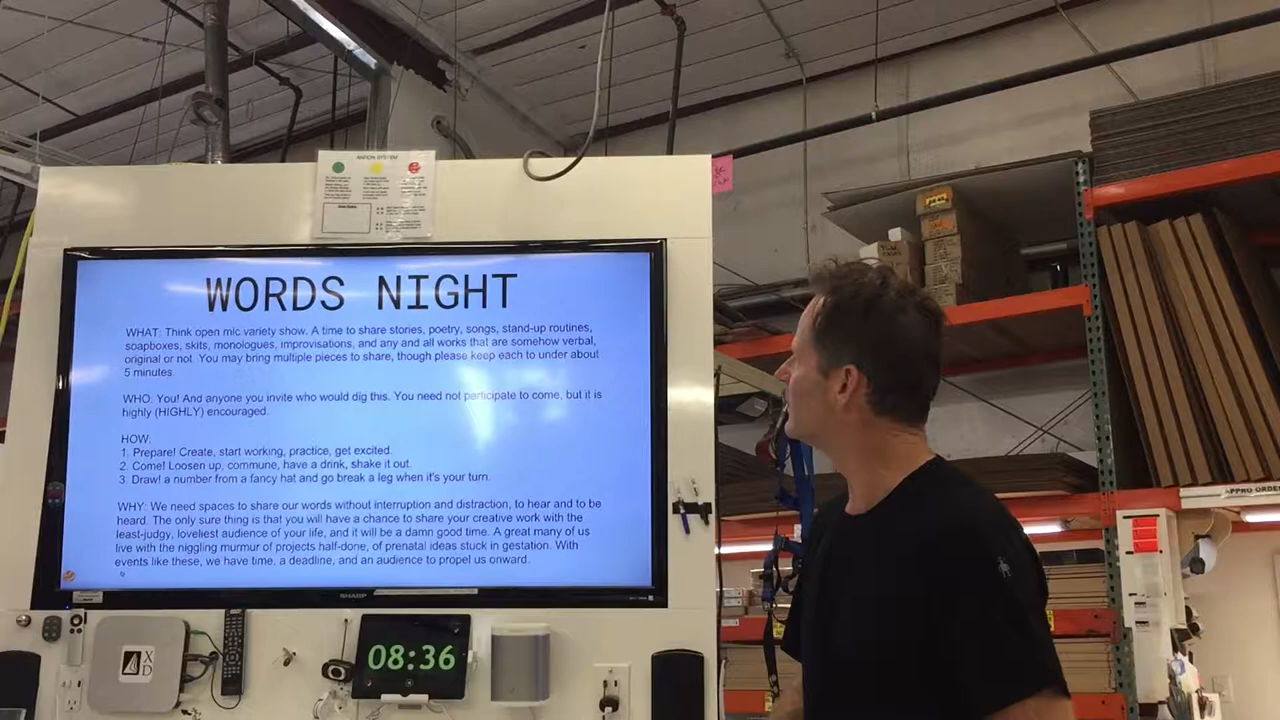 ANDON SYSTEM
WORDS NIGHT
WHAT: Think open mic variety show. A time to share stories, poetry, songs, stand-up routines,
soapboxes, skits, monologues, improvisations, and any and all works that are somehow verbal,
original or not. You may bring multiple pieces to share, though please keep each to under about
5 minutes.
WHO: You! And anyone you invite who would dig this. You need not participate to come, but it is
highly (HIGHLY) encouraged.
HOW:
1. Prepare! Create, start working, practice, get excited.
2. Come! Loosen up, commune, have a drink, shake it out.
3. Draw! a number from a fancy hat and go break a leg when it's your turn.
WHY: We need spaces to share our words without interruption and distraction, to hear and to be
heard. The only sure thing is that you will have a chance to share your creative work with the
least-judgy, loveliest audience of your life, and it will be a damn good time. A great many of us
live with the niggling murmur of projects half-done, of prenatal ideas stuck in gestation. With
events like these, we have time, a deadline, and an audience to propel us onward.
SHARP
XD
08:36
APPRO ORDER